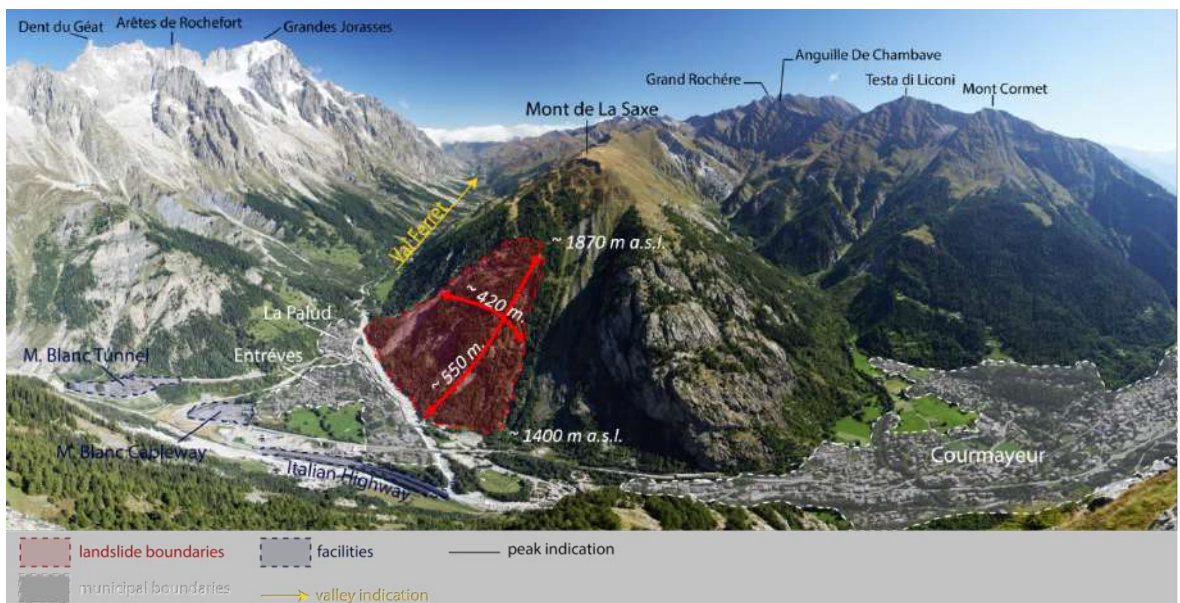 Dent du Géat
Arêtes de Rochefort
Grandes Jorasses
Anguille De Chambave
Grand Rochére
Testa di Liconi
Mont Cormet
Mont de La Saxe
Val Ferrer
~ 1870 m a.s.l.
~ 420 m.
La Palud
Entréves
M. Blanc Tunnel
~ 550 m.
~ 1400 m a.s.l.
M. Blanc Cableway
Italian Highway
Courmayeur
landslide boundaries
facilities
peak indication
municipal boundaries
valley indication